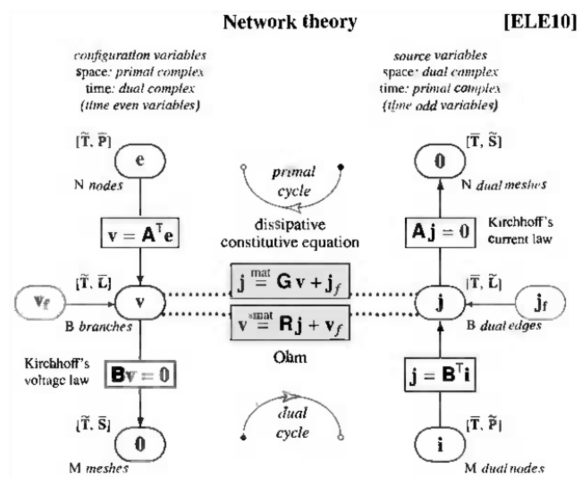 Network theory [ELE10]
configuration variables
space: primal complex
time: dual complex
(time even variables)
source variables
space: dual complex
time: primal complex
(time odd variables)
[T̃, P̄]
e
N nodes
v = Aᵀe
[T̃, L̄]
v_f
v
B branches
Kirchhoff's
voltage law
Bv = 0
[T̃, S̄]
0
M meshes
primal
cycle
dissipative
constitutive equation
j =mat G v + j_f
v =mat R j + v_f
Ohm
dual
cycle
[T̄, S̃]
0
N dual meshes
A j = 0
Kirchhoff's
current law
[T̄, L̃]
j
j_f
B dual edges
j = Bᵀi
[T̄, P̃]
i
M dual nodes